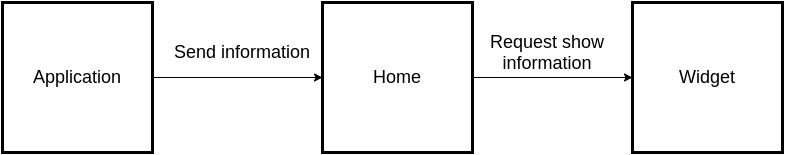 Application
Send information
Home
Request show
information
Widget